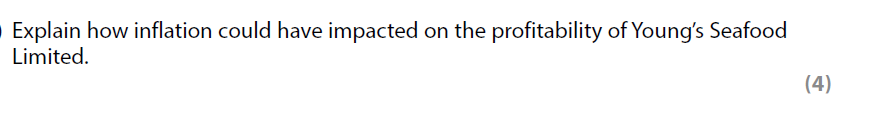 Explain how inflation could have impacted on the profitability of Young’s Seafood
Limited.
(4)